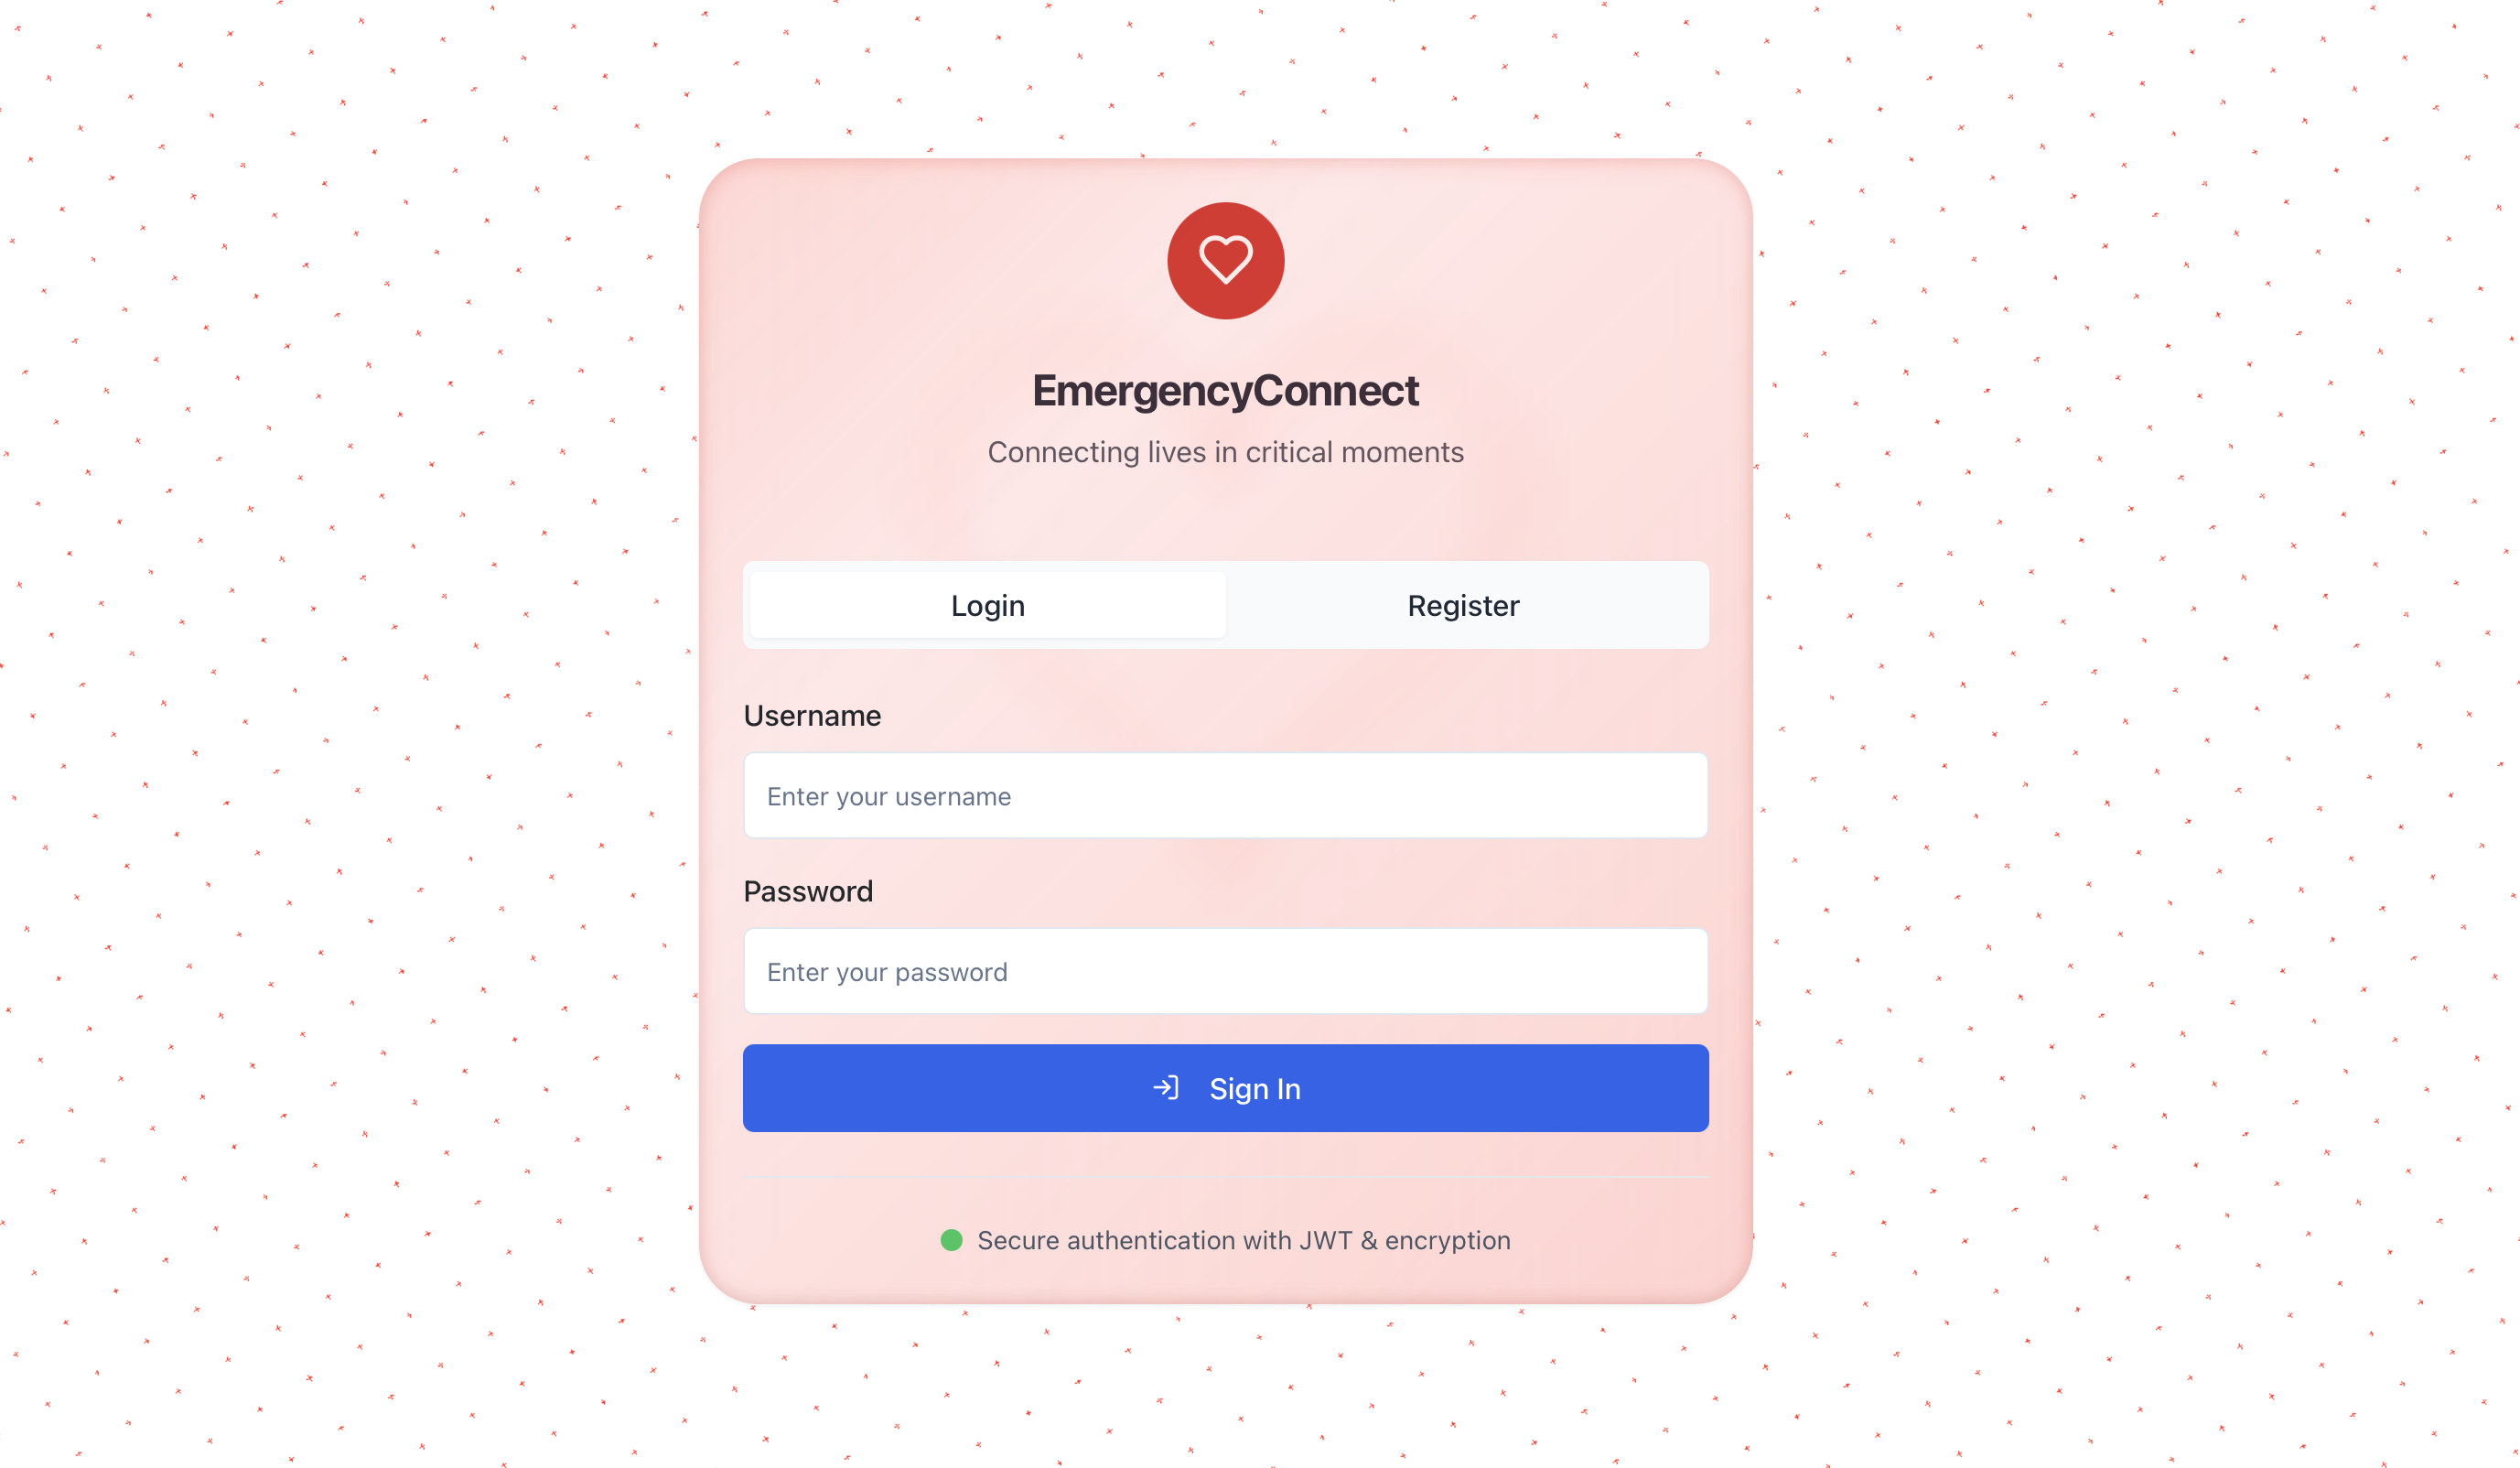 EmergencyConnect
Connecting lives in critical moments
Login Register
Username
Enter your username
Password
Enter your password
Sign In
Secure authentication with JWT & encryption